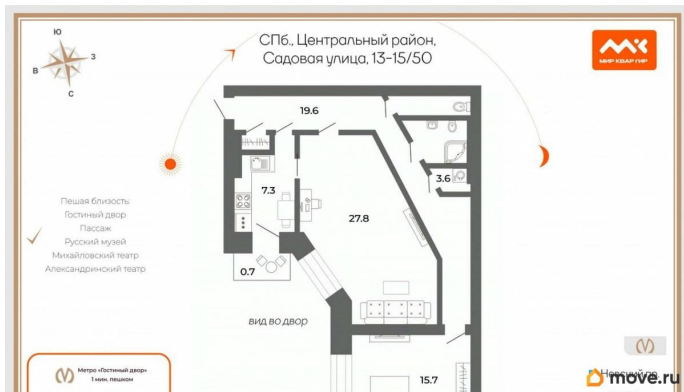 Ю
В
З
С
СПб., Центральный район,
Садовая улица, 13-15/50
МИР КВАРТИР
19.6
7.3
3.6
27.8
0.7
Пешая близость:
Гостиный двор
Пассаж
Русский музей
Михайловский театр
Александринский театр
вид во двор
Метро «Гостиный двор»
1 мин. пешком
15.7
Невский пр.
move.ru